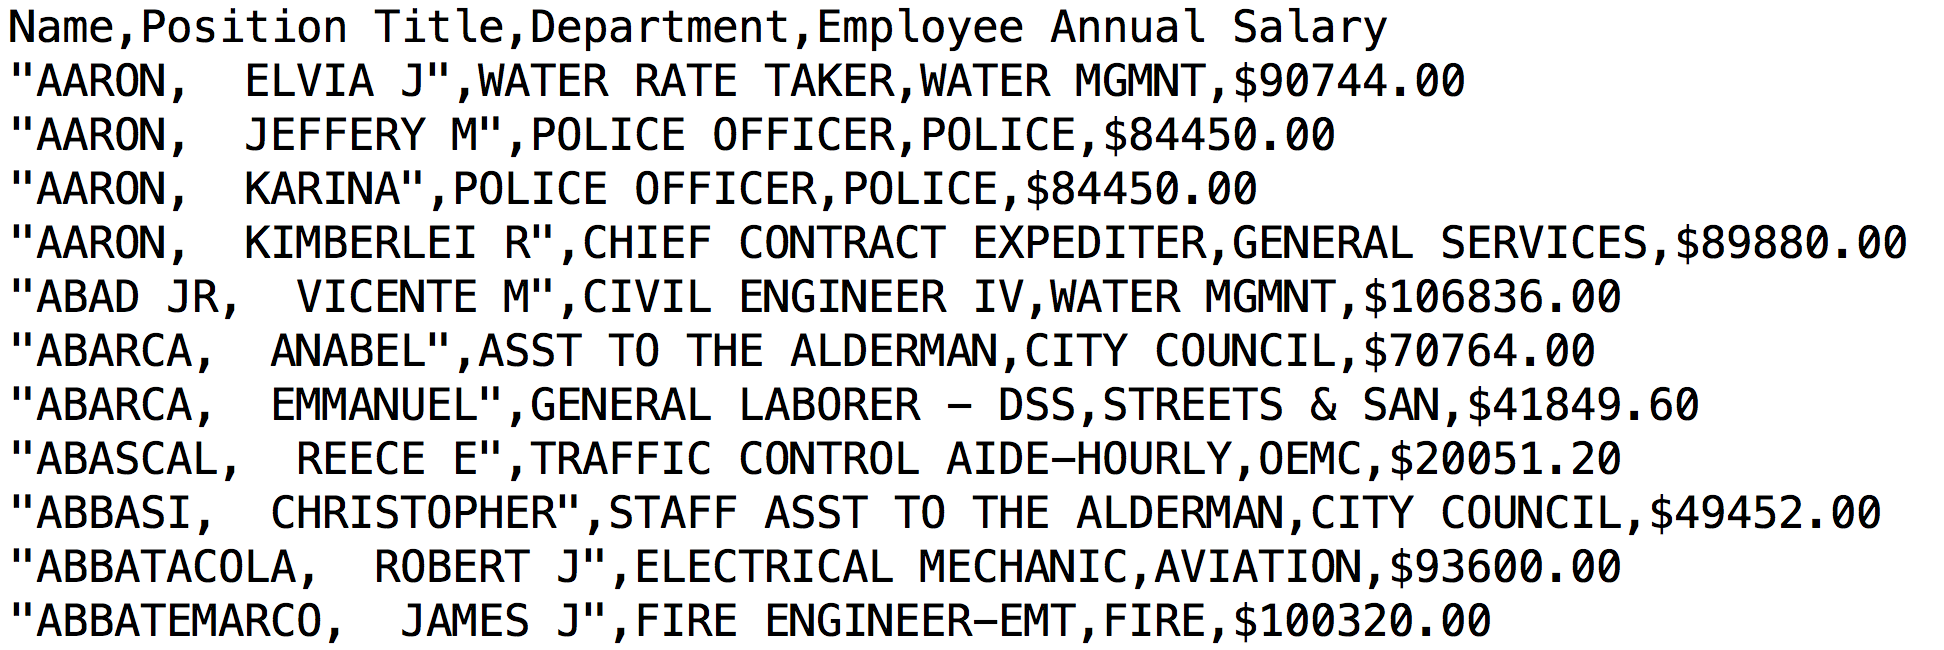 Name,Position Title,Department,Employee Annual Salary
"AARON,  ELVIA J",WATER RATE TAKER,WATER MGMNT,$90744.00
"AARON,  JEFFERY M",POLICE OFFICER,POLICE,$84450.00
"AARON,  KARINA",POLICE OFFICER,POLICE,$84450.00
"AARON,  KIMBERLEI R",CHIEF CONTRACT EXPEDITER,GENERAL SERVICES,$89880.00
"ABAD JR,  VICENTE M",CIVIL ENGINEER IV,WATER MGMNT,$106836.00
"ABARCA,  ANABEL",ASST TO THE ALDERMAN,CITY COUNCIL,$70764.00
"ABARCA,  EMMANUEL",GENERAL LABORER - DSS,STREETS & SAN,$41849.60
"ABASCAL,  REECE E",TRAFFIC CONTROL AIDE-HOURLY,OEMC,$20051.20
"ABBASI,  CHRISTOPHER",STAFF ASST TO THE ALDERMAN,CITY COUNCIL,$49452.00
"ABBATACOLA,  ROBERT J",ELECTRICAL MECHANIC,AVIATION,$93600.00
"ABBATEMARCO,  JAMES J",FIRE ENGINEER-EMT,FIRE,$100320.00